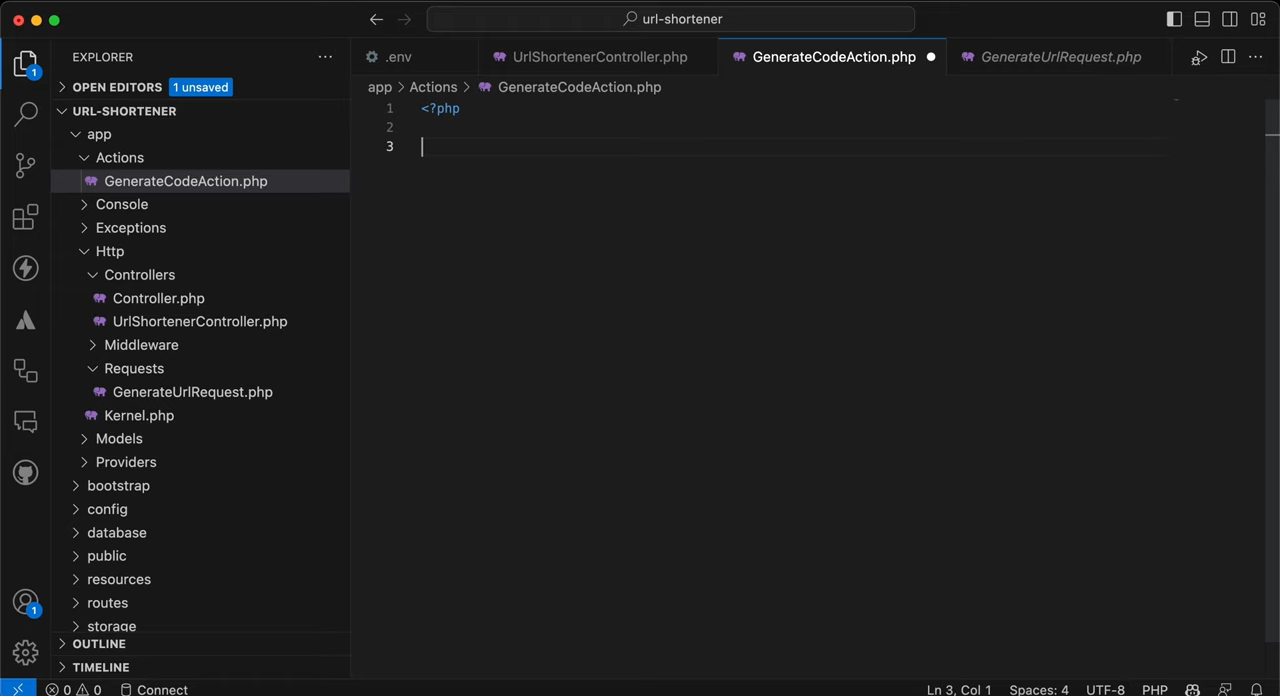 url-shortener
EXPLORER
.env
UrlShortenerController.php
GenerateCodeAction.php
GenerateUrlRequest.php
1
OPEN EDITORS
1 unsaved
app > Actions > GenerateCodeAction.php
URL-SHORTENER
1 <?php
2
3
app
Actions
GenerateCodeAction.php
Console
Exceptions
Http
Controllers
Controller.php
UrlShortenerController.php
Middleware
Requests
GenerateUrlRequest.php
Kernel.php
Models
Providers
bootstrap
config
database
public
resources
routes
storage
1
OUTLINE
TIMELINE
0 0 Connect
Ln 3, Col 1
Spaces: 4
UTF-8
PHP